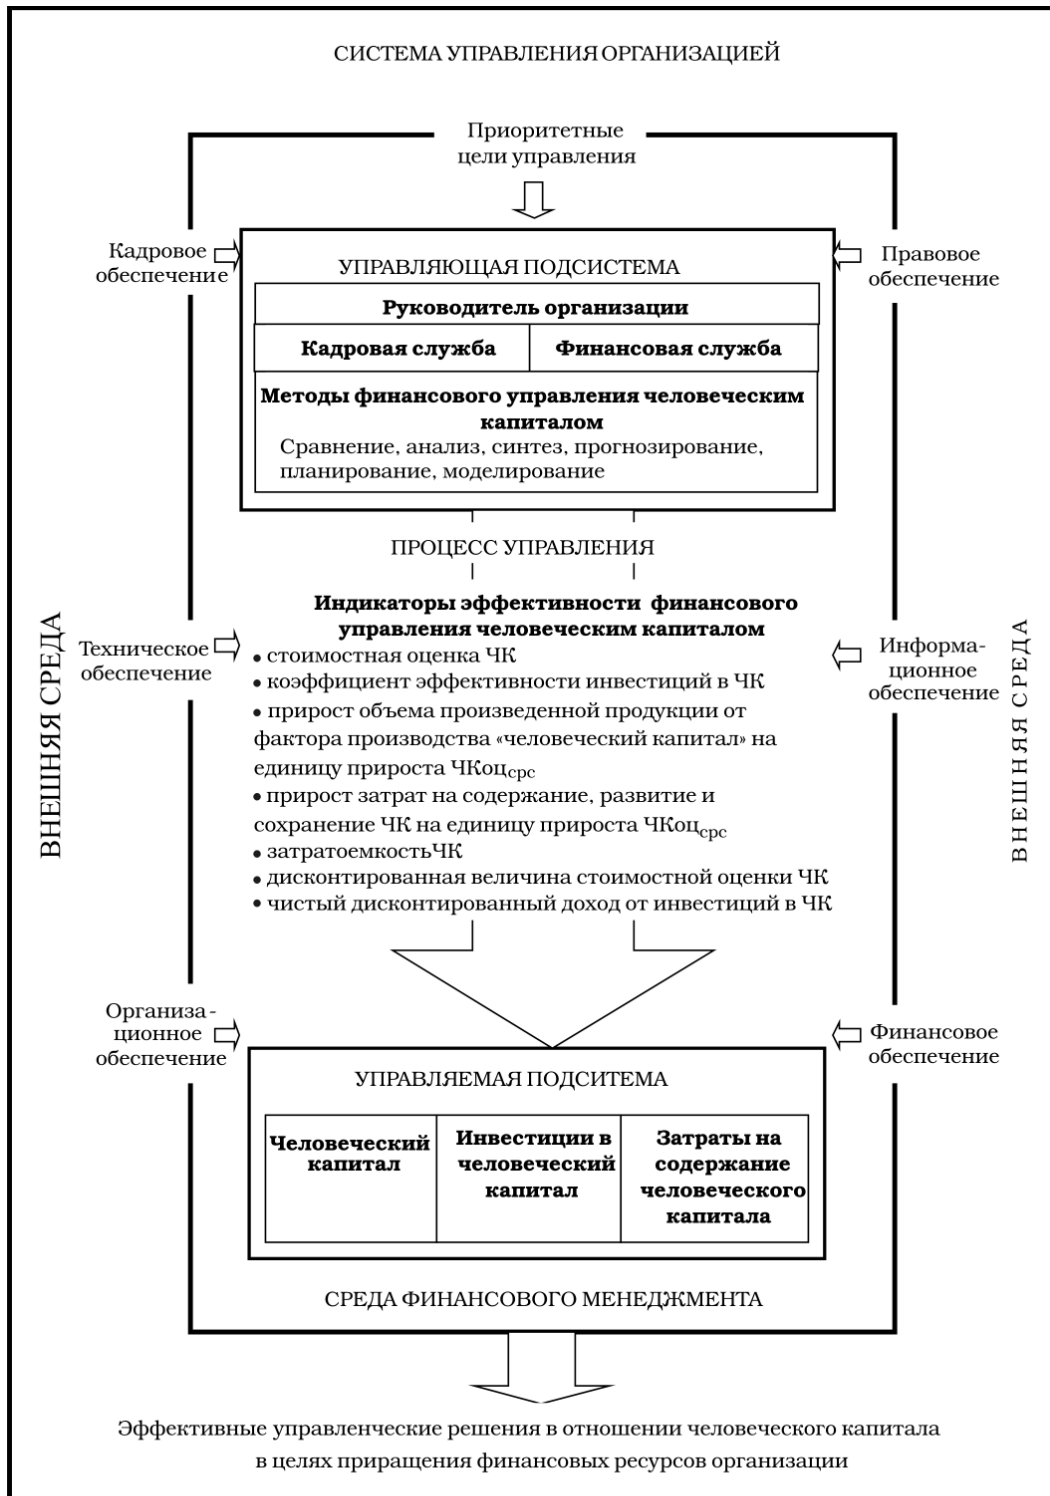 СИСТЕМА УПРАВЛЕНИЯ ОРГАНИЗАЦИЕЙ
Приоритетные
цели управления
Кадровое
обеспечение
Правовое
обеспечение
УПРАВЛЯЮЩАЯ ПОДСИСТЕМА
Руководитель организации
Кадровая служба
Финансовая служба
Методы финансового управления человеческим
капиталом
Сравнение, анализ, синтез, прогнозирование,
планирование, моделирование
ПРОЦЕСС УПРАВЛЕНИЯ
ВНЕШНЯЯ СРЕДА
Техническое
обеспечение
Индикаторы эффективности финансового
управления человеческим капиталом
• стоимостная оценка ЧК
• коэффициент эффективности инвестиций в ЧК
• прирост объема произведенной продукции от
фактора производства «человеческий капитал» на
единицу прироста ЧКоцсрс
• прирост затрат на содержание, развитие и
сохранение ЧК на единицу прироста ЧКоцсрс
• затратоемкостьЧК
• дисконтированная величина стоимостной оценки ЧК
• чистый дисконтированный доход от инвестиций в ЧК
Информа-
ционное
обеспечение
ВНЕШНЯЯ СРЕДА
Организа-
ционное
обеспечение
Финансовое
обеспечение
УПРАВЛЯЕМАЯ ПОДСИТЕМА
Человеческий
капитал
Инвестиции в
человеческий
капитал
Затраты на
содержание
человеческого
капитала
СРЕДА ФИНАНСОВОГО МЕНЕДЖМЕНТА
Эффективные управленческие решения в отношении человеческого капитала
в целях приращения финансовых ресурсов организации